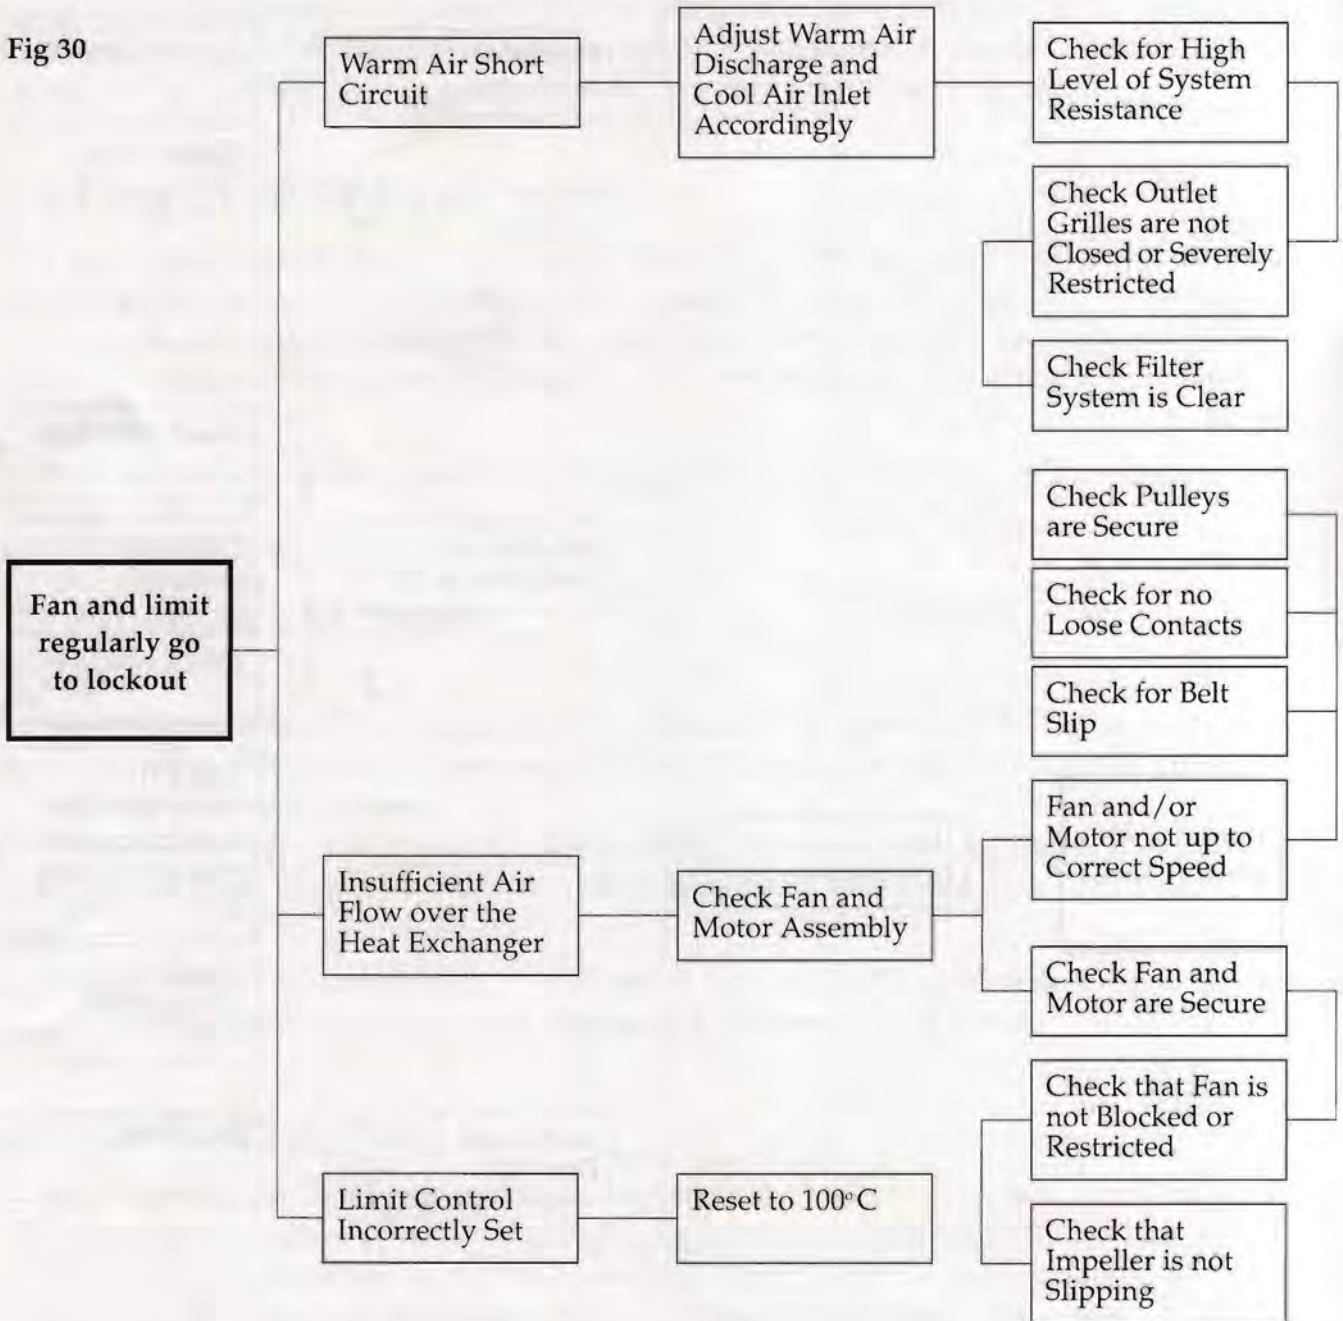 Fig 30
Warm Air Short
Circuit
Adjust Warm Air
Discharge and
Cool Air Inlet
Accordingly
Check for High
Level of System
Resistance
Check Outlet
Grilles are not
Closed or Severely
Restricted
Check Filter
System is Clear
Fan and limit
regularly go
to lockout
Check Pulleys
are Secure
Check for no
Loose Contacts
Check for Belt
Slip
Insufficient Air
Flow over the
Heat Exchanger
Check Fan and
Motor Assembly
Fan and/or
Motor not up to
Correct Speed
Check Fan and
Motor are Secure
Check that Fan is
not Blocked or
Restricted
Limit Control
Incorrectly Set
Reset to 100°C
Check that
Impeller is not
Slipping